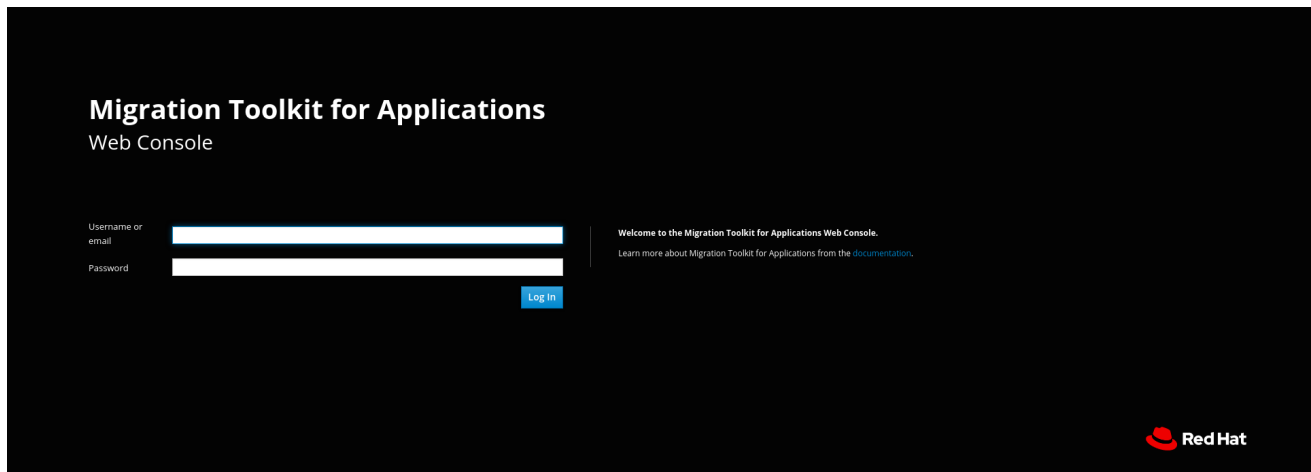 Migration Toolkit for Applications
Web Console
Username or
email
Password
Log In
Welcome to the Migration Toolkit for Applications Web Console.
Learn more about Migration Toolkit for Applications from the documentation.
Red Hat